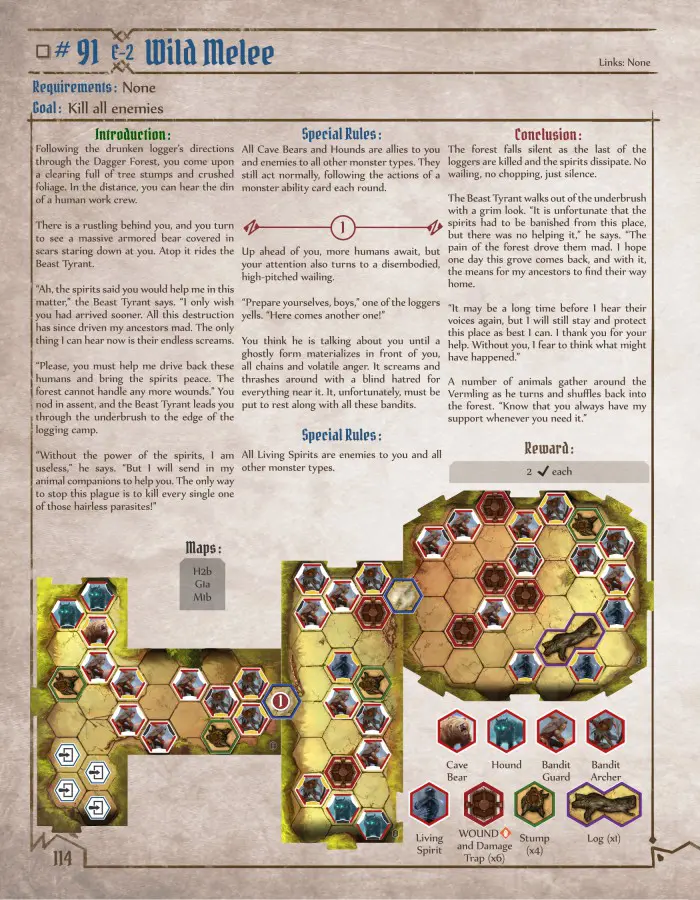 # 91 E-2 Wild Melee
Links: None
Requirements: None
Goal: Kill all enemies
Introduction:
Following the drunken logger's directions
through the Dagger Forest, you come upon
a clearing full of tree stumps and crushed
foliage. In the distance, you can hear the din
of a human work crew.
There is a rustling behind you, and you turn
to see a massive armored bear covered in
scars staring down at you. Atop it rides the
Beast Tyrant.
"Ah, the spirits said you would help me in this
matter," the Beast Tyrant says. "I only wish
you had arrived sooner. All this destruction
has since driven my ancestors mad. The only
thing I can hear now is their endless screams.
"Please, you must help me drive back these
humans and bring the spirits peace. The
forest cannot handle any more wounds." You
nod in assent, and the Beast Tyrant leads you
through the underbrush to the edge of the
logging camp.
"Without the power of the spirits, I am
useless," he says. "But I will send in my
animal companions to help you. The only way
to stop this plague is to kill every single one
of those hairless parasites!"
Special Rules:
All Cave Bears and Hounds are allies to you
and enemies to all other monster types. They
still act normally, following the actions of a
monster ability card each round.
1
Up ahead of you, more humans await, but
your attention also turns to a disembodied,
high-pitched wailing.
"Prepare yourselves, boys," one of the loggers
yells. "Here comes another one!"
You think he is talking about you until a
ghostly form materializes in front of you,
all chains and volatile anger. It screams and
thrashes around with a blind hatred for
everything near it. It, unfortunately, must be
put to rest along with all these bandits.
Special Rules:
All Living Spirits are enemies to you and all
other monster types.
Conclusion:
The forest falls silent as the last of the
loggers are killed and the spirits dissipate. No
wailing, no chopping, just silence.
The Beast Tyrant walks out of the underbrush
with a grim look. "It is unfortunate that the
spirits had to be banished from this place,
but there was no helping it," he says. "The
pain of the forest drove them mad. I hope
one day this grove comes back, and with it,
the means for my ancestors to find their way
home.
"It may be a long time before I hear their
voices again, but I will still stay and protect
this place as best I can. I thank you for your
help. Without you, I fear to think what might
have happened."
A number of animals gather around the
Vermling as he turns and shuffles back into
the forest. "Know that you always have my
support whenever you need it."
Reward:
2 ✓ each
Maps:
H2b
G1a
M1b
1
Cave
Bear
Hound
Bandit
Guard
Bandit
Archer
Living
Spirit
WOUND
and Damage
Trap (x6)
Stump
(x4)
Log (x1)
114